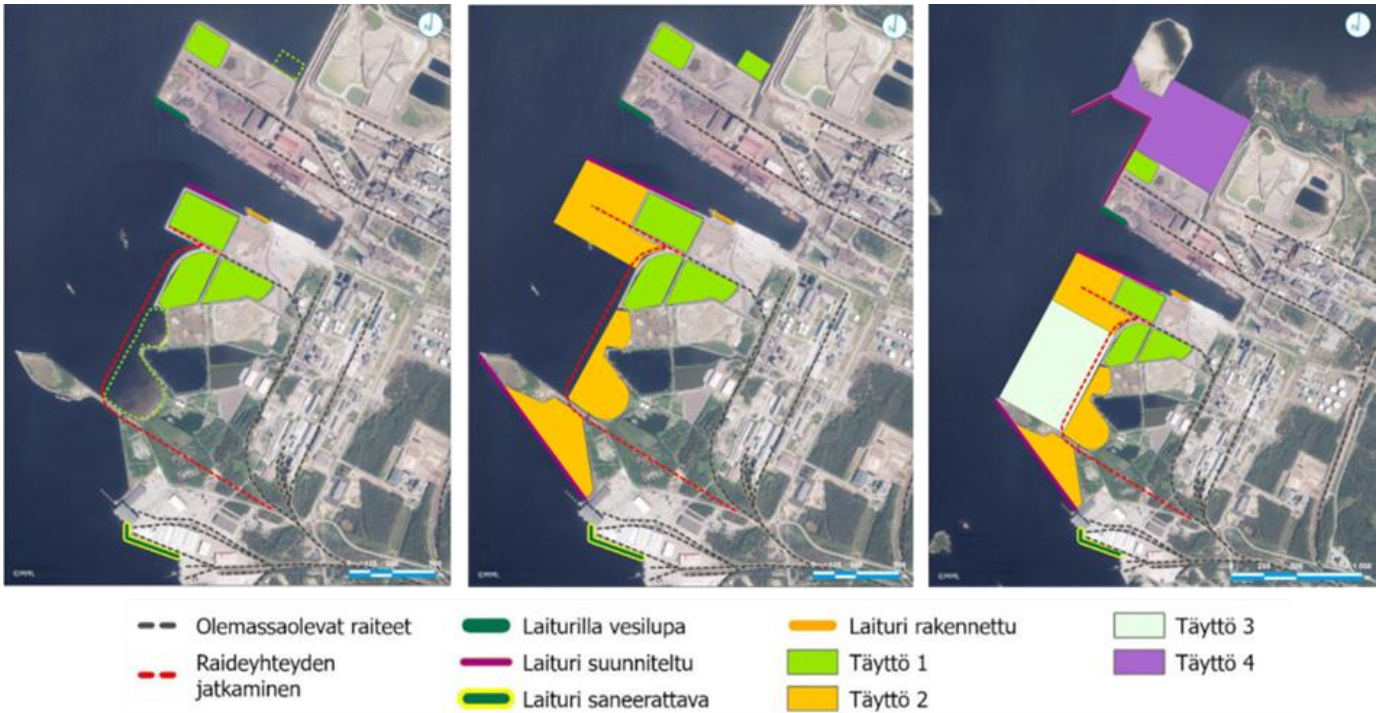 ©MML
©MML
©MML
Olemassaolevat raiteet
Raideyhteyden
jatkaminen
Laiturilla vesilupa
Laituri suunniteltu
Laituri saneerattava
Laituri rakennettu
Täyttö 1
Täyttö 2
Täyttö 3
Täyttö 4